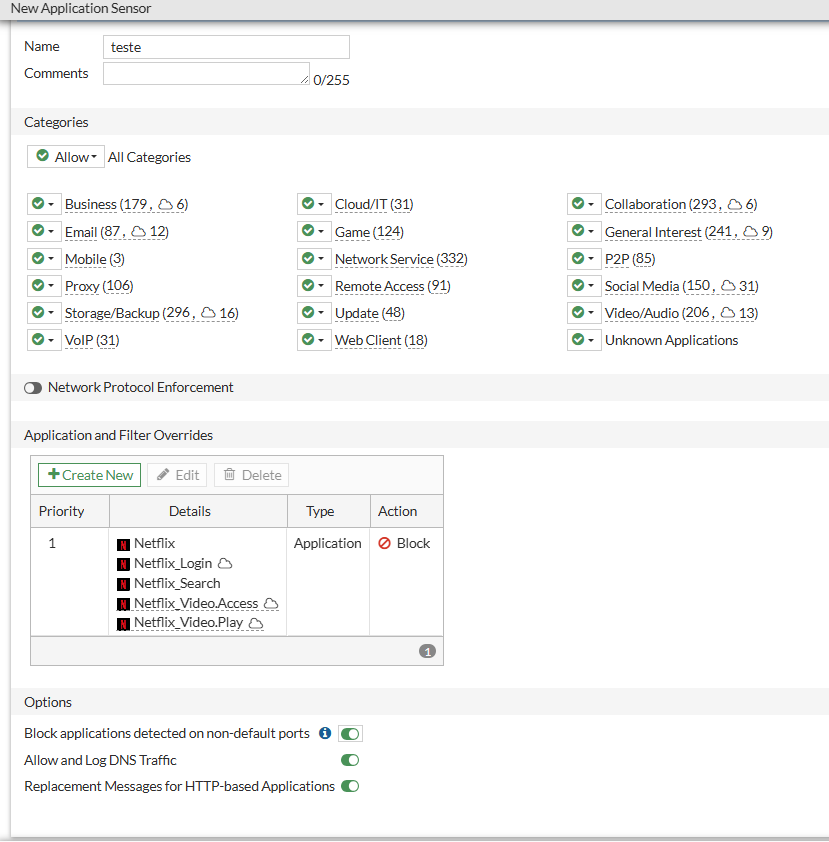 New Application Sensor
Name teste
Comments 0/255
Categories
Allow All Categories
Business (179, 6) Cloud/IT (31) Collaboration (293, 6)
Email (87, 12) Game (124) General Interest (241, 9)
Mobile (3) Network Service (332) P2P (85)
Proxy (106) Remote Access (91) Social Media (150, 31)
Storage/Backup (296, 16) Update (48) Video/Audio (206, 13)
VoIP (31) Web Client (18) Unknown Applications
Network Protocol Enforcement
Application and Filter Overrides
Create New Edit Delete
Priority Details Type Action
1 Netflix Application Block
Netflix_Login
Netflix_Search
Netflix_Video.Access
Netflix_Video.Play
1
Options
Block applications detected on non-default ports
Allow and Log DNS Traffic
Replacement Messages for HTTP-based Applications